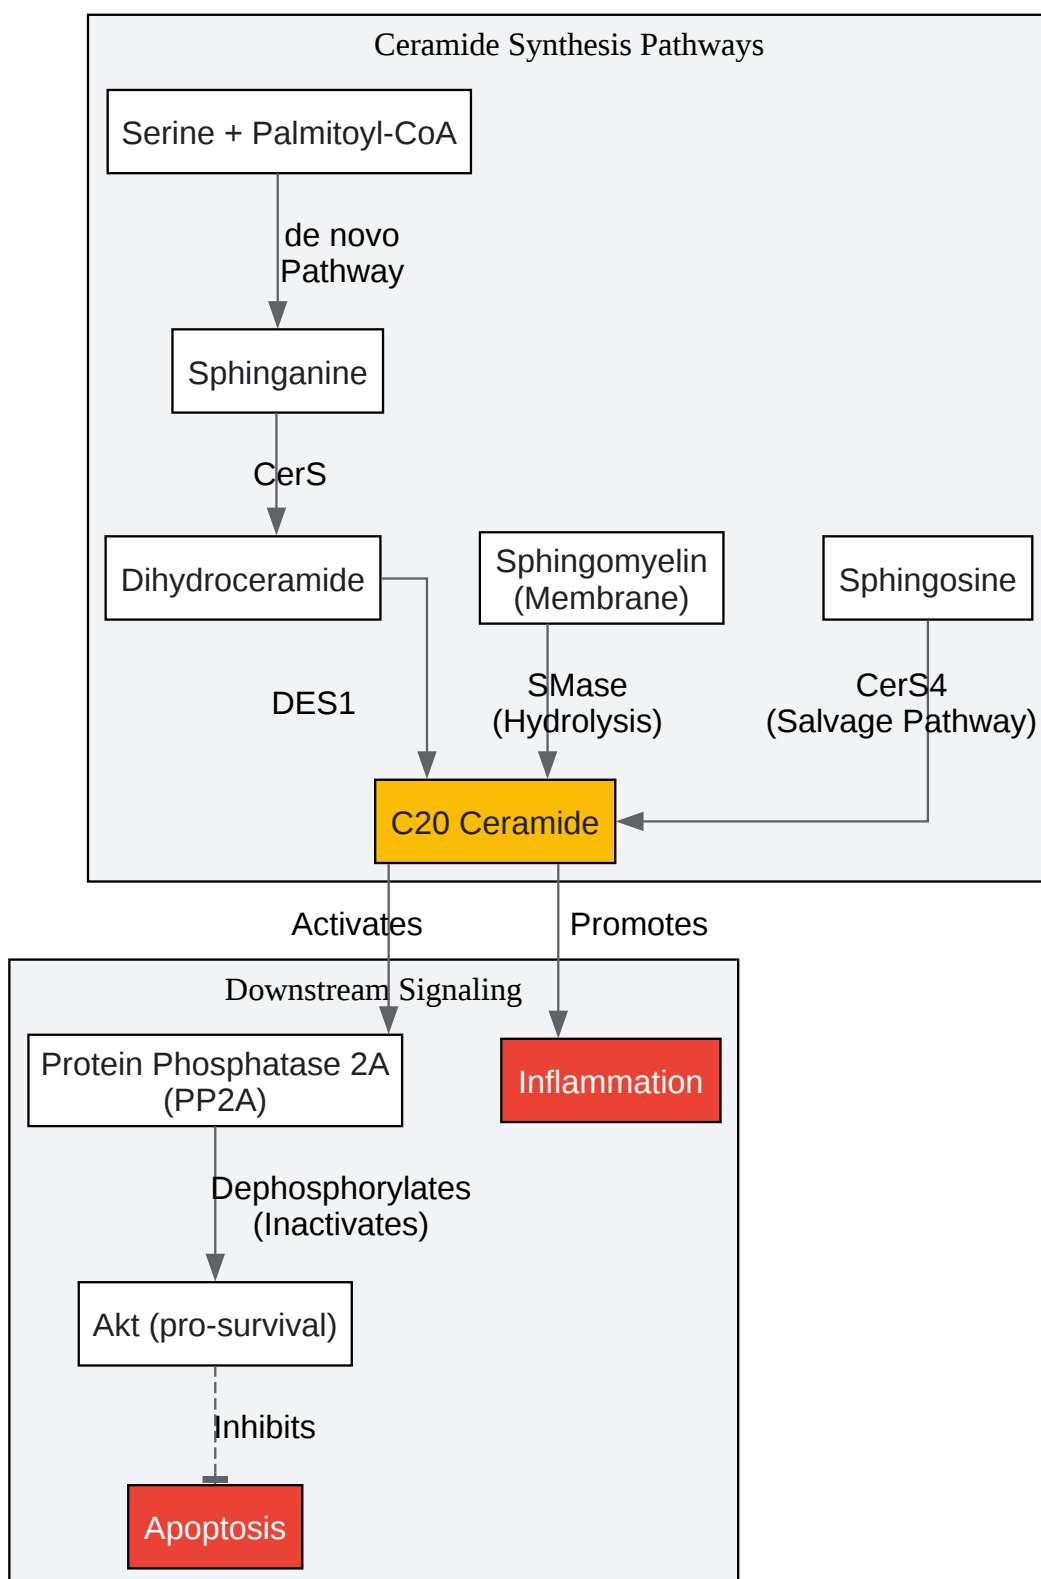 Ceramide Synthesis Pathways
Serine + Palmitoyl-CoA
de novo
Pathway
Sphinganine
CerS
Dihydroceramide
Sphingomyelin
(Membrane)
Sphingosine
DES1
SMase
(Hydrolysis)
CerS4
(Salvage Pathway)
C20 Ceramide
Activates
Promotes
Downstream Signaling
Protein Phosphatase 2A
(PP2A)
Inflammation
Dephosphorylates
(Inactivates)
Akt (pro-survival)
Inhibits
Apoptosis